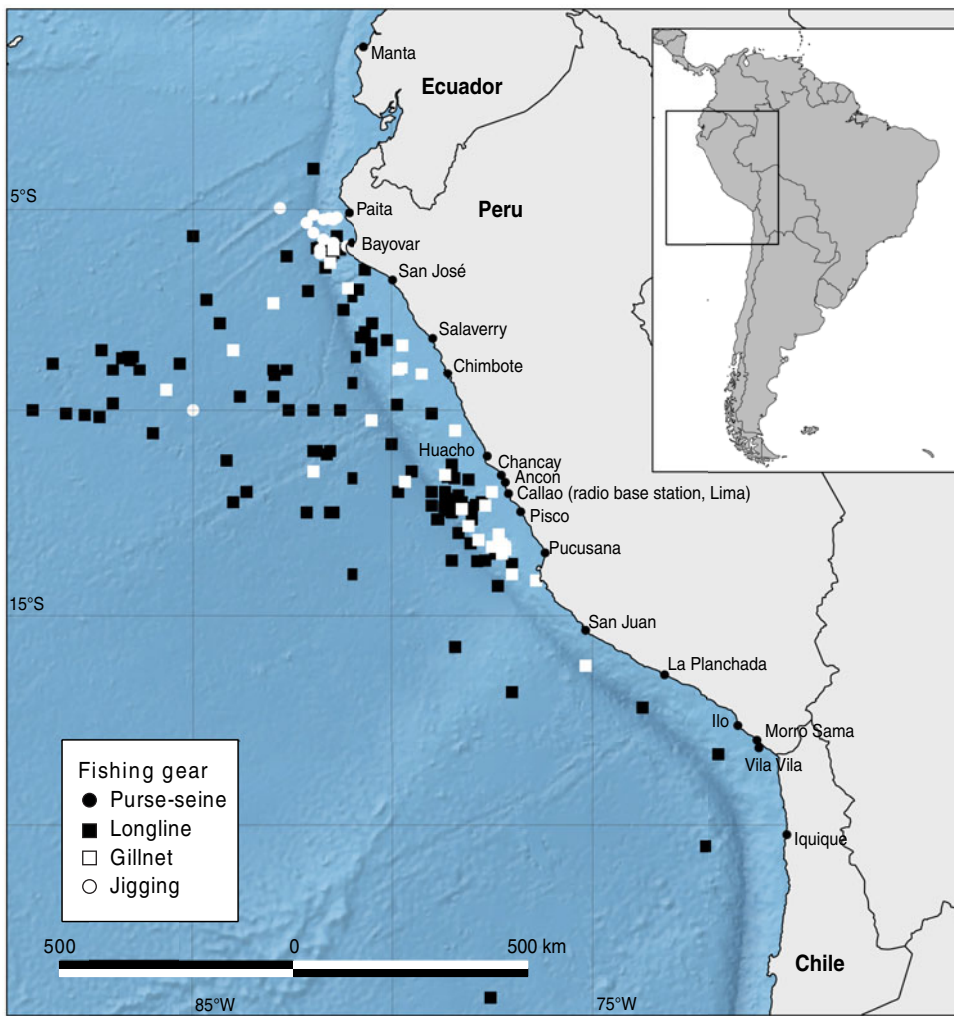 Manta
Ecuador
5°S
Paita
Peru
Bayovar
San José
Salaverry
Chimbote
Huacho
Chancay
Ancon
Callao (radio base station, Lima)
Pisco
Pucusana
15°S
San Juan
La Planchada
Ilo
Morro Sama
Vila Vila
Fishing gear
Purse-seine
Longline
Gillnet
Jigging
Iquique
500 0 500 km
Chile
85°W 75°W